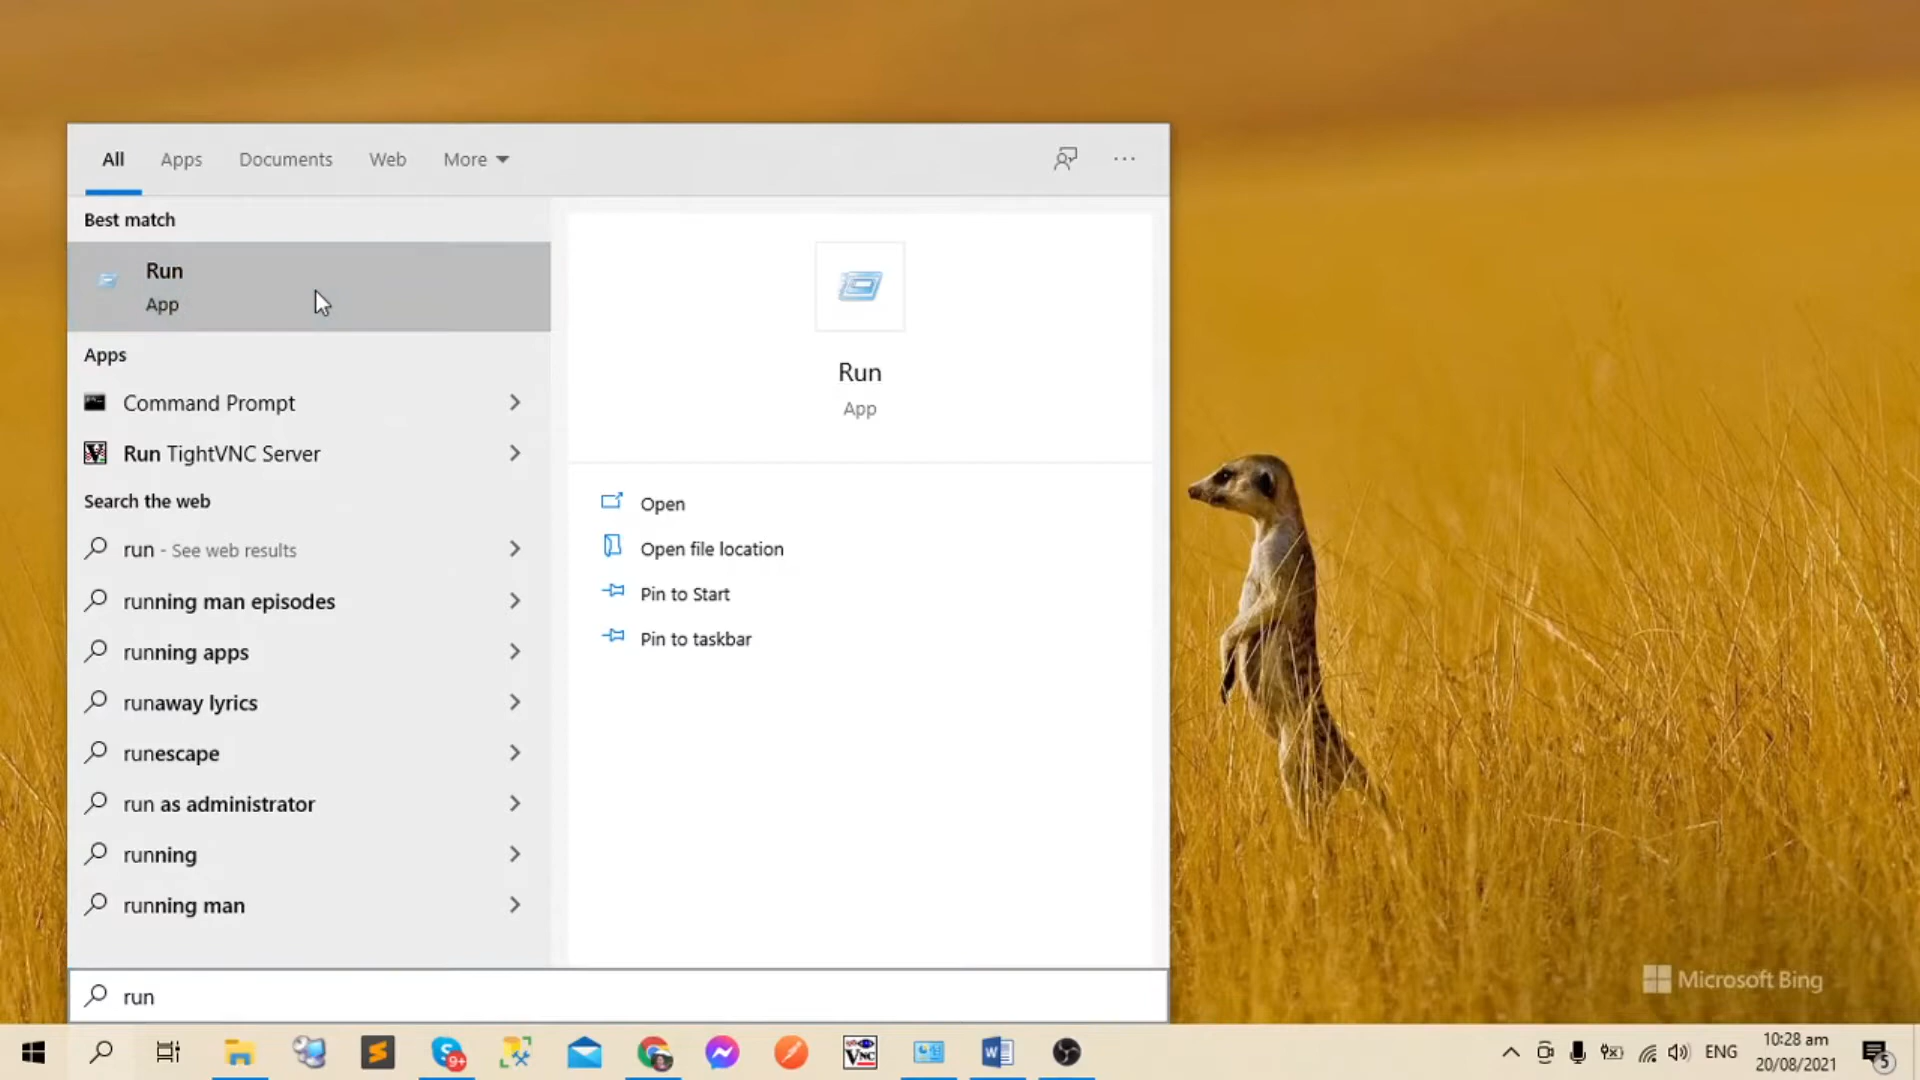 All Apps Documents Web More
Best match
Run
App
Apps
Command Prompt
Run TightVNC Server
Search the web
run - See web results
running man episodes
running apps
runaway lyrics
runescape
run as administrator
running
running man
run
Run
App
Open
Open file location
Pin to Start
Pin to taskbar
Microsoft Bing
9+
VNC
ENG
10:28 am
20/08/2021
5